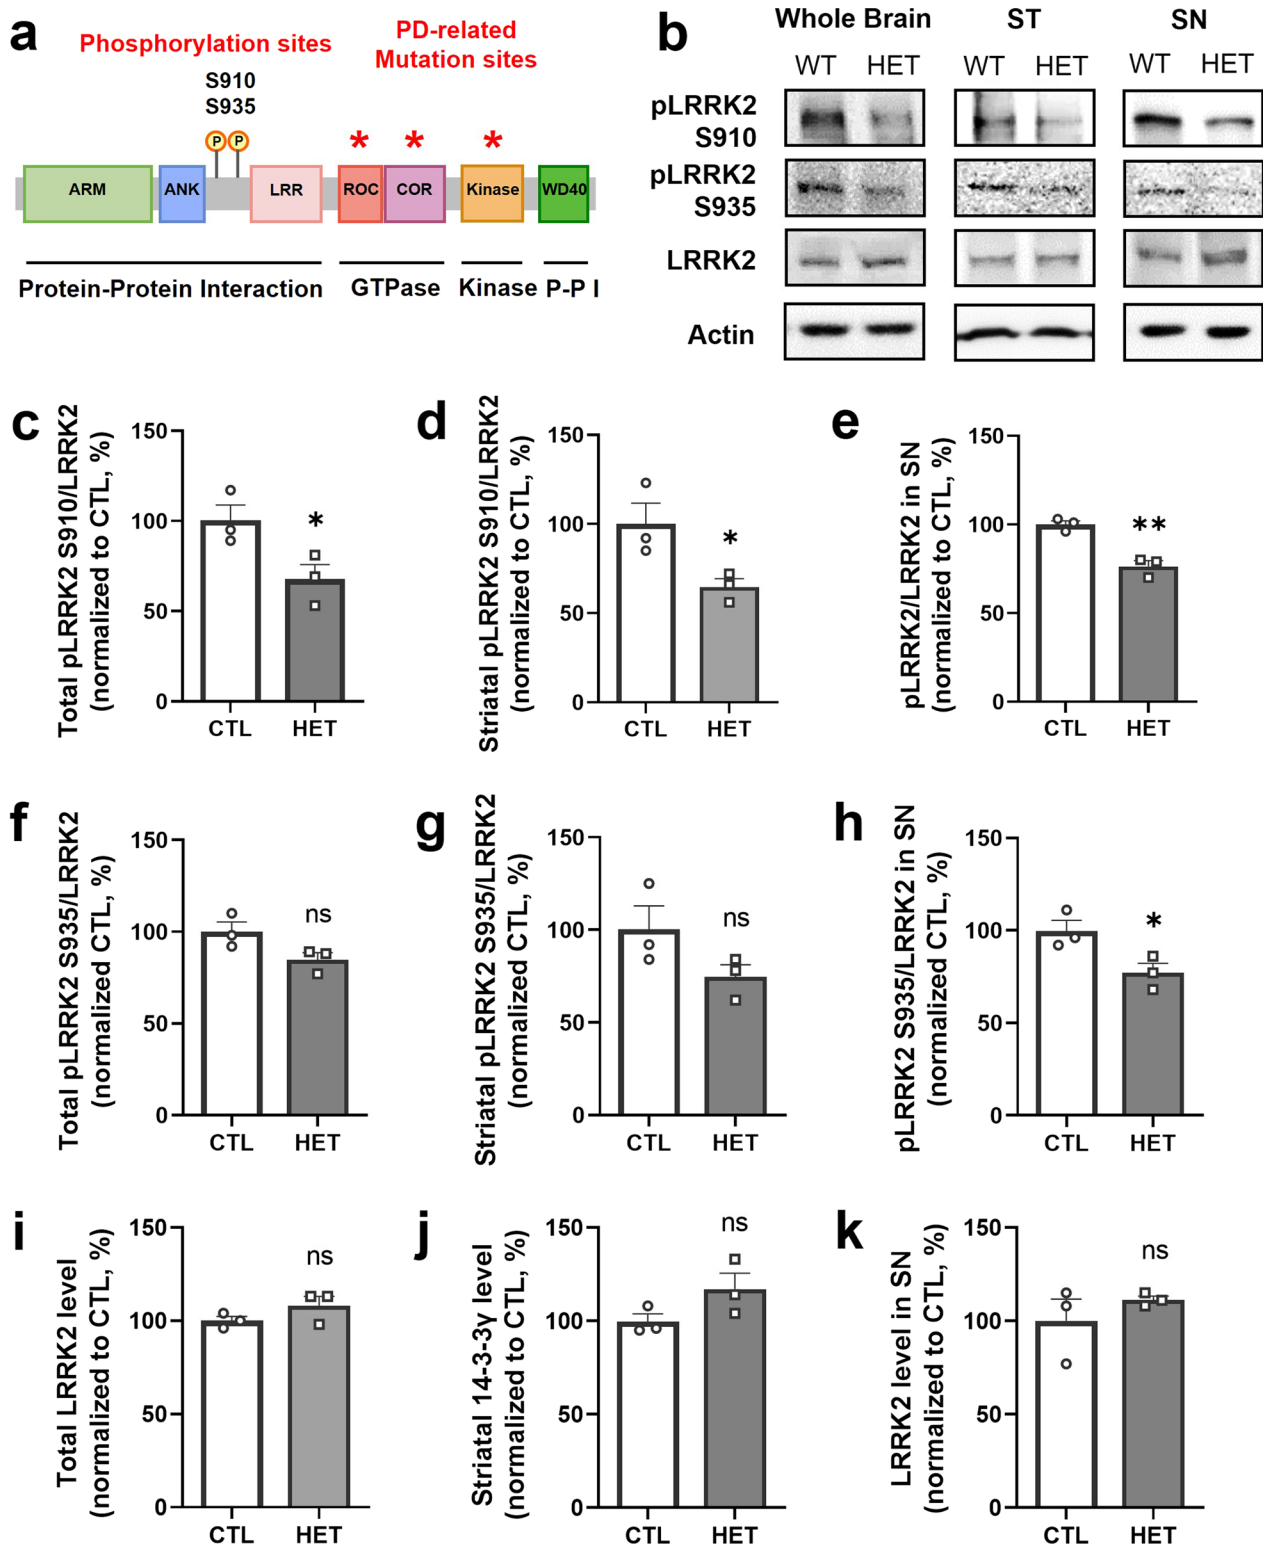 a
Phosphorylation sites
S910
S935
PD-related
Mutation sites
P P
* * *
ARM ANK LRR ROC COR Kinase WD40
Protein-Protein Interaction GTPase Kinase P-P I
b
Whole Brain ST SN
WT HET WT HET WT HET
pLRRK2
S910
pLRRK2
S935
LRRK2
Actin
c
Total pLRRK2 S910/LRRK2
(normalized to CTL, %)
150
100
50
0
*
CTL HET
d
Striatal pLRRK2 S910/LRRK2
(normalized to CTL, %)
150
100
50
0
*
CTL HET
e
pLRRK2/LRRK2 in SN
(normalized to CTL, %)
150
100
50
0
**
CTL HET
f
Total pLRRK2 S935/LRRK2
(normalized CTL, %)
150
100
50
0
ns
CTL HET
g
Striatal pLRRK2 S935/LRRK2
(normalized CTL, %)
150
100
50
0
ns
CTL HET
h
pLRRK2 S935/LRRK2 in SN
(normalized CTL, %)
150
100
50
0
*
CTL HET
i
Total LRRK2 level
(normalized to CTL, %)
150
100
50
0
ns
CTL HET
j
Striatal 14-3-3γ level
(normalized to CTL, %)
150
100
50
0
ns
CTL HET
k
LRRK2 level in SN
(normalized to CTL, %)
150
100
50
0
ns
CTL HET